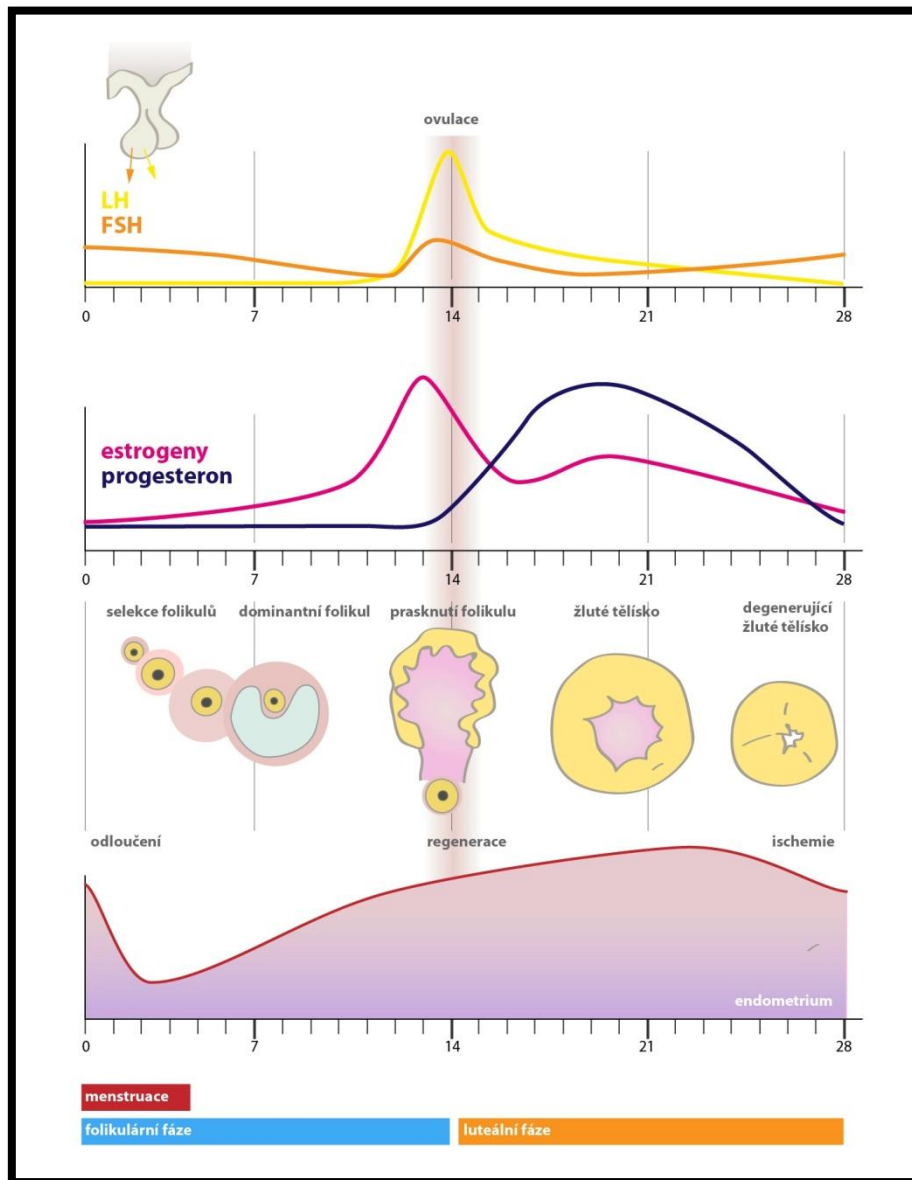 ovulace
LH
FSH
0 7 14 21 28
estrogeny
progesteron
0 7 14 21 28
selekce folikulů dominantní folikul prasknutí folikulu žluté tělísko degenerující
žluté tělísko
odloučení regenerace ischemie
endometrium
0 7 14 21 28
menstruace
folikulární fáze luteální fáze